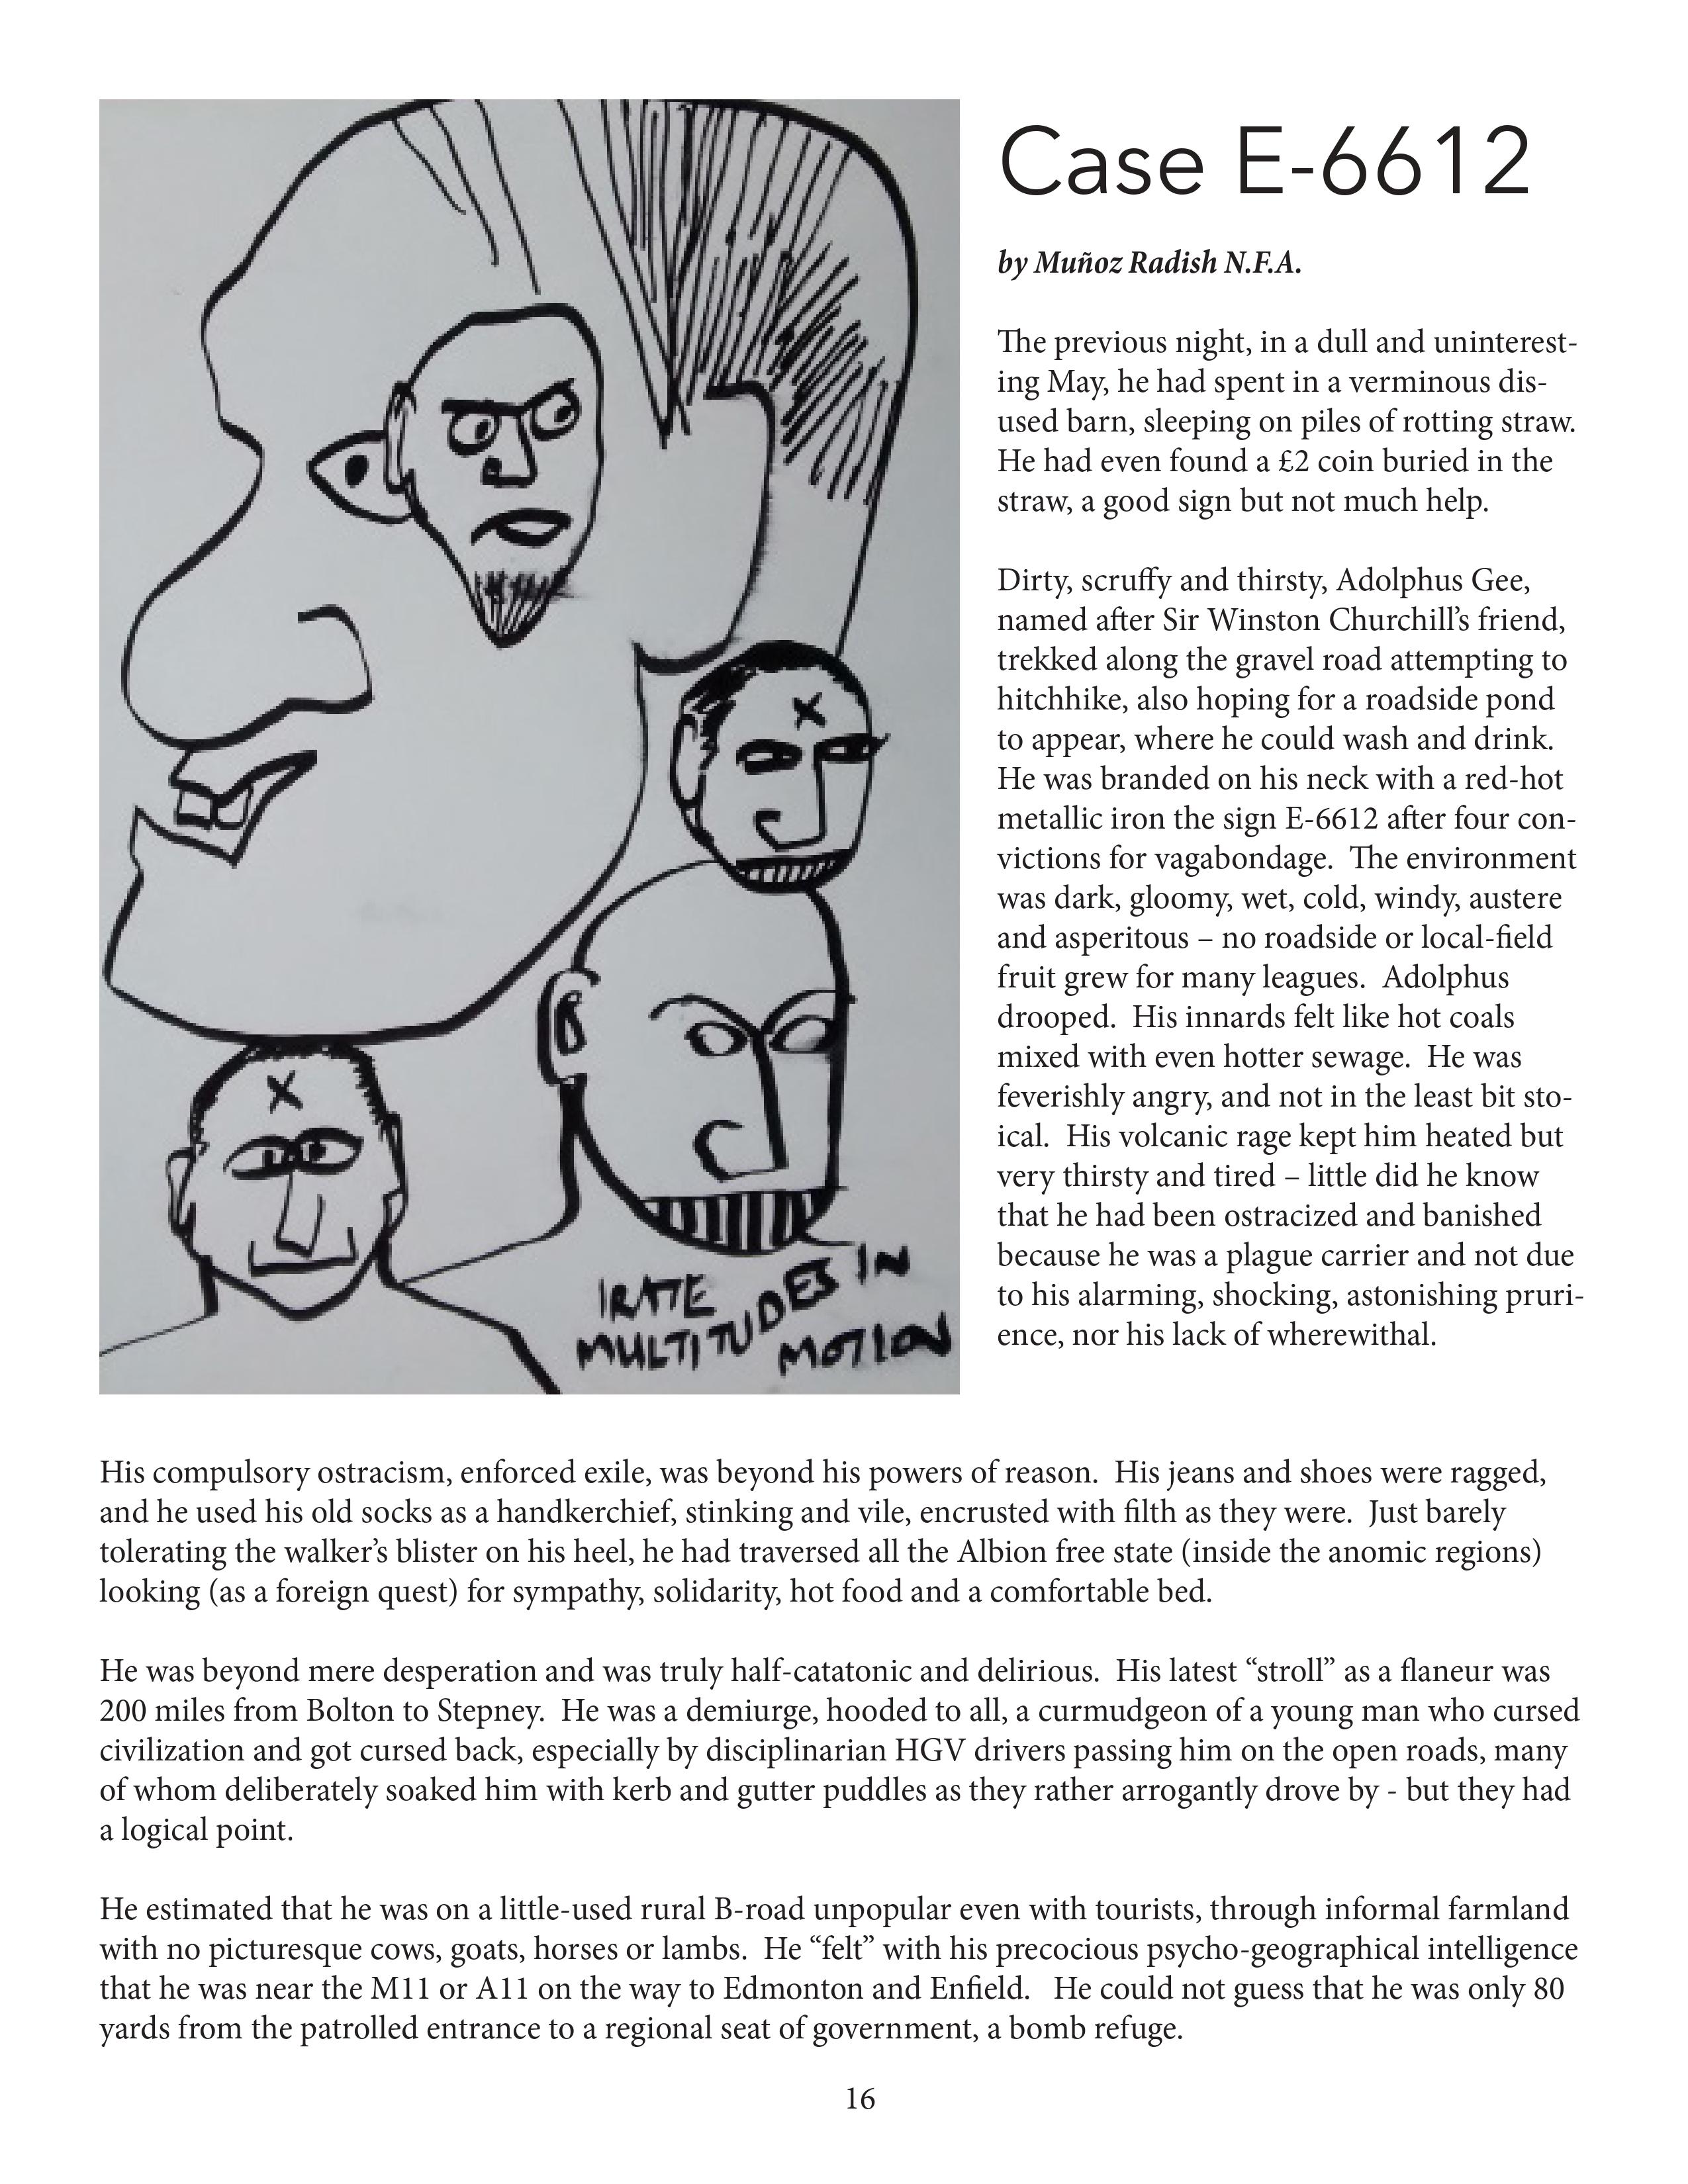 IRATE
MULTITUDES IN
MOTION
Case E-6612
by Muñoz Radish N.F.A.
The previous night, in a dull and uninterest-
ing May, he had spent in a verminous dis-
used barn, sleeping on piles of rotting straw.
He had even found a £2 coin buried in the
straw, a good sign but not much help.
Dirty, scruffy and thirsty, Adolphus Gee,
named after Sir Winston Churchill’s friend,
trekked along the gravel road attempting to
hitchhike, also hoping for a roadside pond
to appear, where he could wash and drink.
He was branded on his neck with a red-hot
metallic iron the sign E-6612 after four con-
victions for vagabondage.  The environment
was dark, gloomy, wet, cold, windy, austere
and asperitous – no roadside or local-field
fruit grew for many leagues.  Adolphus
drooped.  His innards felt like hot coals
mixed with even hotter sewage.  He was
feverishly angry, and not in the least bit sto-
ical.  His volcanic rage kept him heated but
very thirsty and tired – little did he know
that he had been ostracized and banished
because he was a plague carrier and not due
to his alarming, shocking, astonishing pruri-
ence, nor his lack of wherewithal.
His compulsory ostracism, enforced exile, was beyond his powers of reason.  His jeans and shoes were ragged,
and he used his old socks as a handkerchief, stinking and vile, encrusted with filth as they were.  Just barely
tolerating the walker’s blister on his heel, he had traversed all the Albion free state (inside the anomic regions)
looking (as a foreign quest) for sympathy, solidarity, hot food and a comfortable bed.
He was beyond mere desperation and was truly half-catatonic and delirious.  His latest “stroll” as a flaneur was
200 miles from Bolton to Stepney.  He was a demiurge, hooded to all, a curmudgeon of a young man who cursed
civilization and got cursed back, especially by disciplinarian HGV drivers passing him on the open roads, many
of whom deliberately soaked him with kerb and gutter puddles as they rather arrogantly drove by - but they had
a logical point.
He estimated that he was on a little-used rural B-road unpopular even with tourists, through informal farmland
with no picturesque cows, goats, horses or lambs.  He “felt” with his precocious psycho-geographical intelligence
that he was near the M11 or A11 on the way to Edmonton and Enfield.   He could not guess that he was only 80
yards from the patrolled entrance to a regional seat of government, a bomb refuge.
16